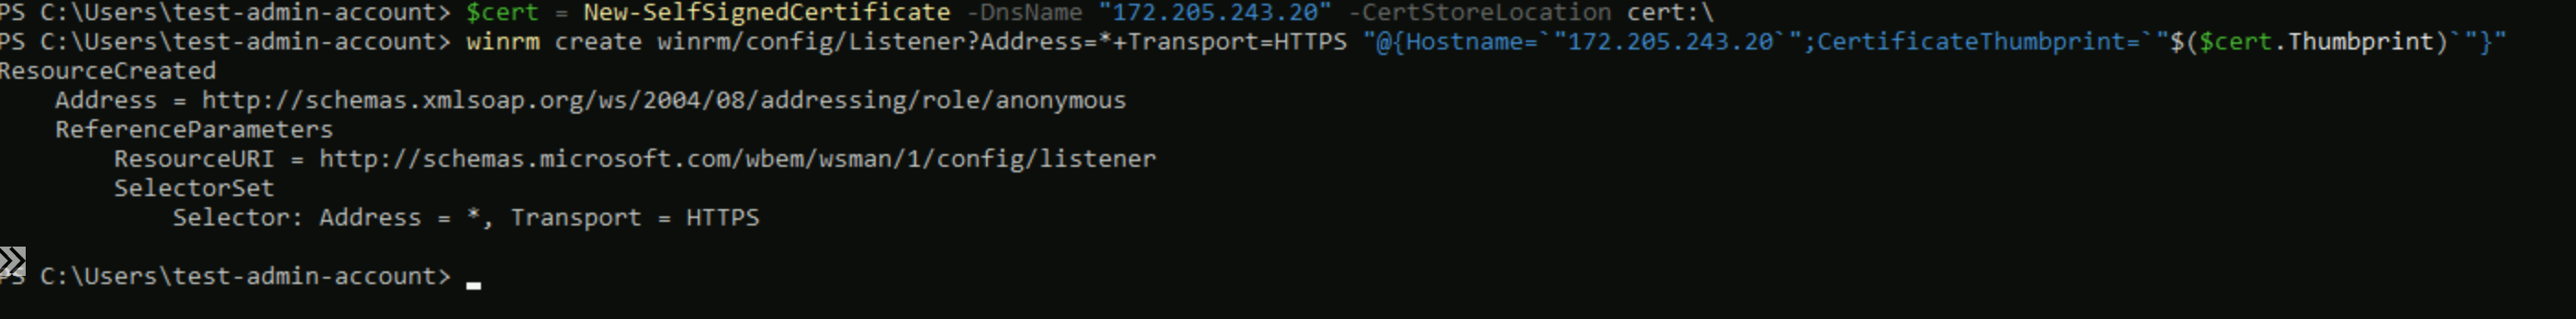 PS C:\Users\test-admin-account> $cert = New-SelfSignedCertificate -DnsName "172.205.243.20" -CertStoreLocation cert:\
PS C:\Users\test-admin-account> winrm create winrm/config/Listener?Address=*+Transport=HTTPS "@{Hostname=`"172.205.243.20`";CertificateThumbprint=`"$($cert.Thumbprint)`"}"
ResourceCreated
    Address = http://schemas.xmlsoap.org/ws/2004/08/addressing/role/anonymous
    ReferenceParameters
        ResourceURI = http://schemas.microsoft.com/wbem/wsman/1/config/listener
        SelectorSet
            Selector: Address = *, Transport = HTTPS
PS C:\Users\test-admin-account>